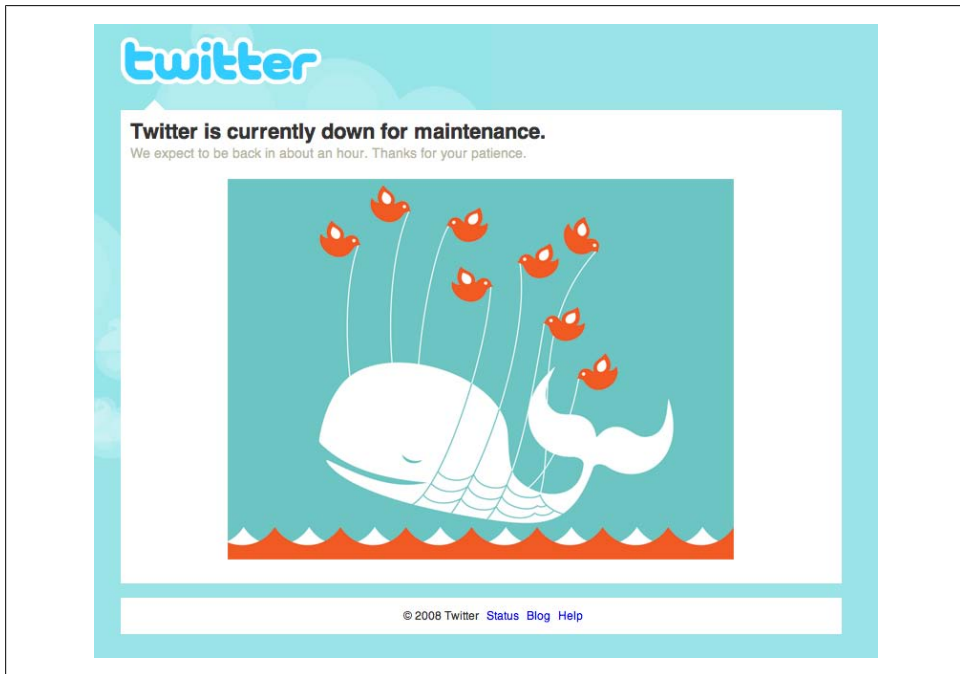 twitter
Twitter is currently down for maintenance.
We expect to be back in about an hour. Thanks for your patience.
© 2008 Twitter Status Blog Help